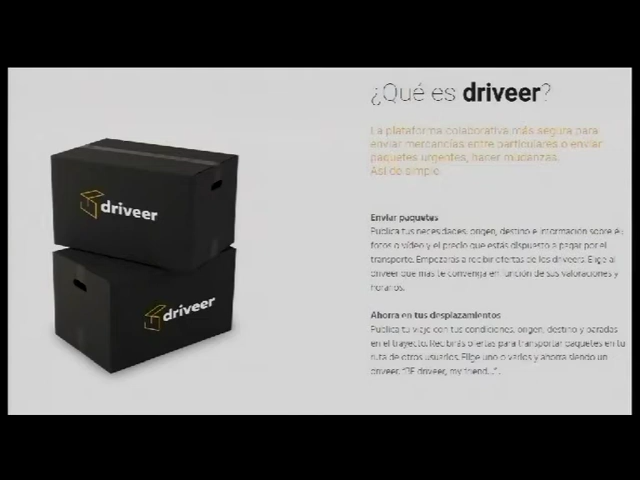 ¿Qué es driveer?
La plataforma colaborativa más segura para
enviar mercancías entre particulares o enviar
paquetes urgentes, hacer mudanzas.
Así de simple.
driveer
driveer
Enviar paquetes
Publica tus necesidades, origen, destino e información sobre el
fotos o vídeo y el precio que estás dispuesto a pagar por el
transporte. Empezarás a recibir ofertas de los driveers. Elige al
driveer que más te convenga en función de sus valoraciones y
horarios.
Ahorra en tus desplazamientos
Publica tu viaje con tus condiciones, origen, destino y paradas
en el trayecto. Recibirás ofertas para transportar paquetes en tu
ruta de otros usuarios. Elige uno o varios y ahorra siendo un
driveer. "BE driveer, my friend..."